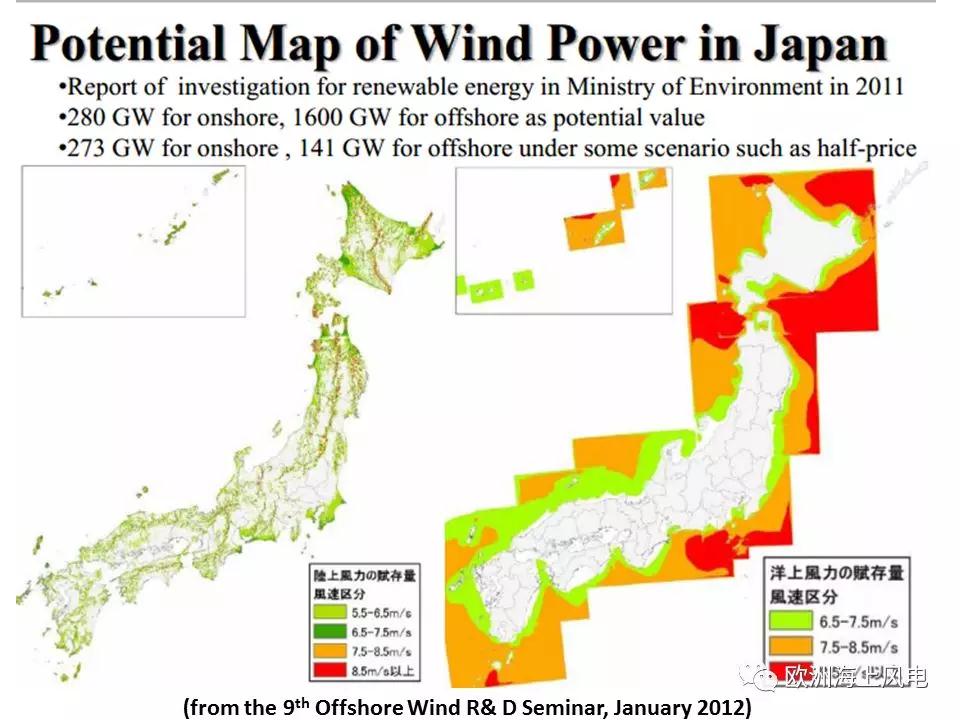 Potential Map of Wind Power in Japan
•Report of investigation for renewable energy in Ministry of Environment in 2011
•280 GW for onshore, 1600 GW for offshore as potential value
•273 GW for onshore , 141 GW for offshore under some scenario such as half-price
陸上風力の賦存量
風速区分
5.5-6.5m/s
6.5-7.5m/s
7.5-8.5m/s
8.5m/s以上
洋上風力の賦存量
風速区分
6.5-7.5m/s
7.5-8.5m/s
欧洲海上风电
(from the 9th Offshore Wind R& D Seminar, January 2012)